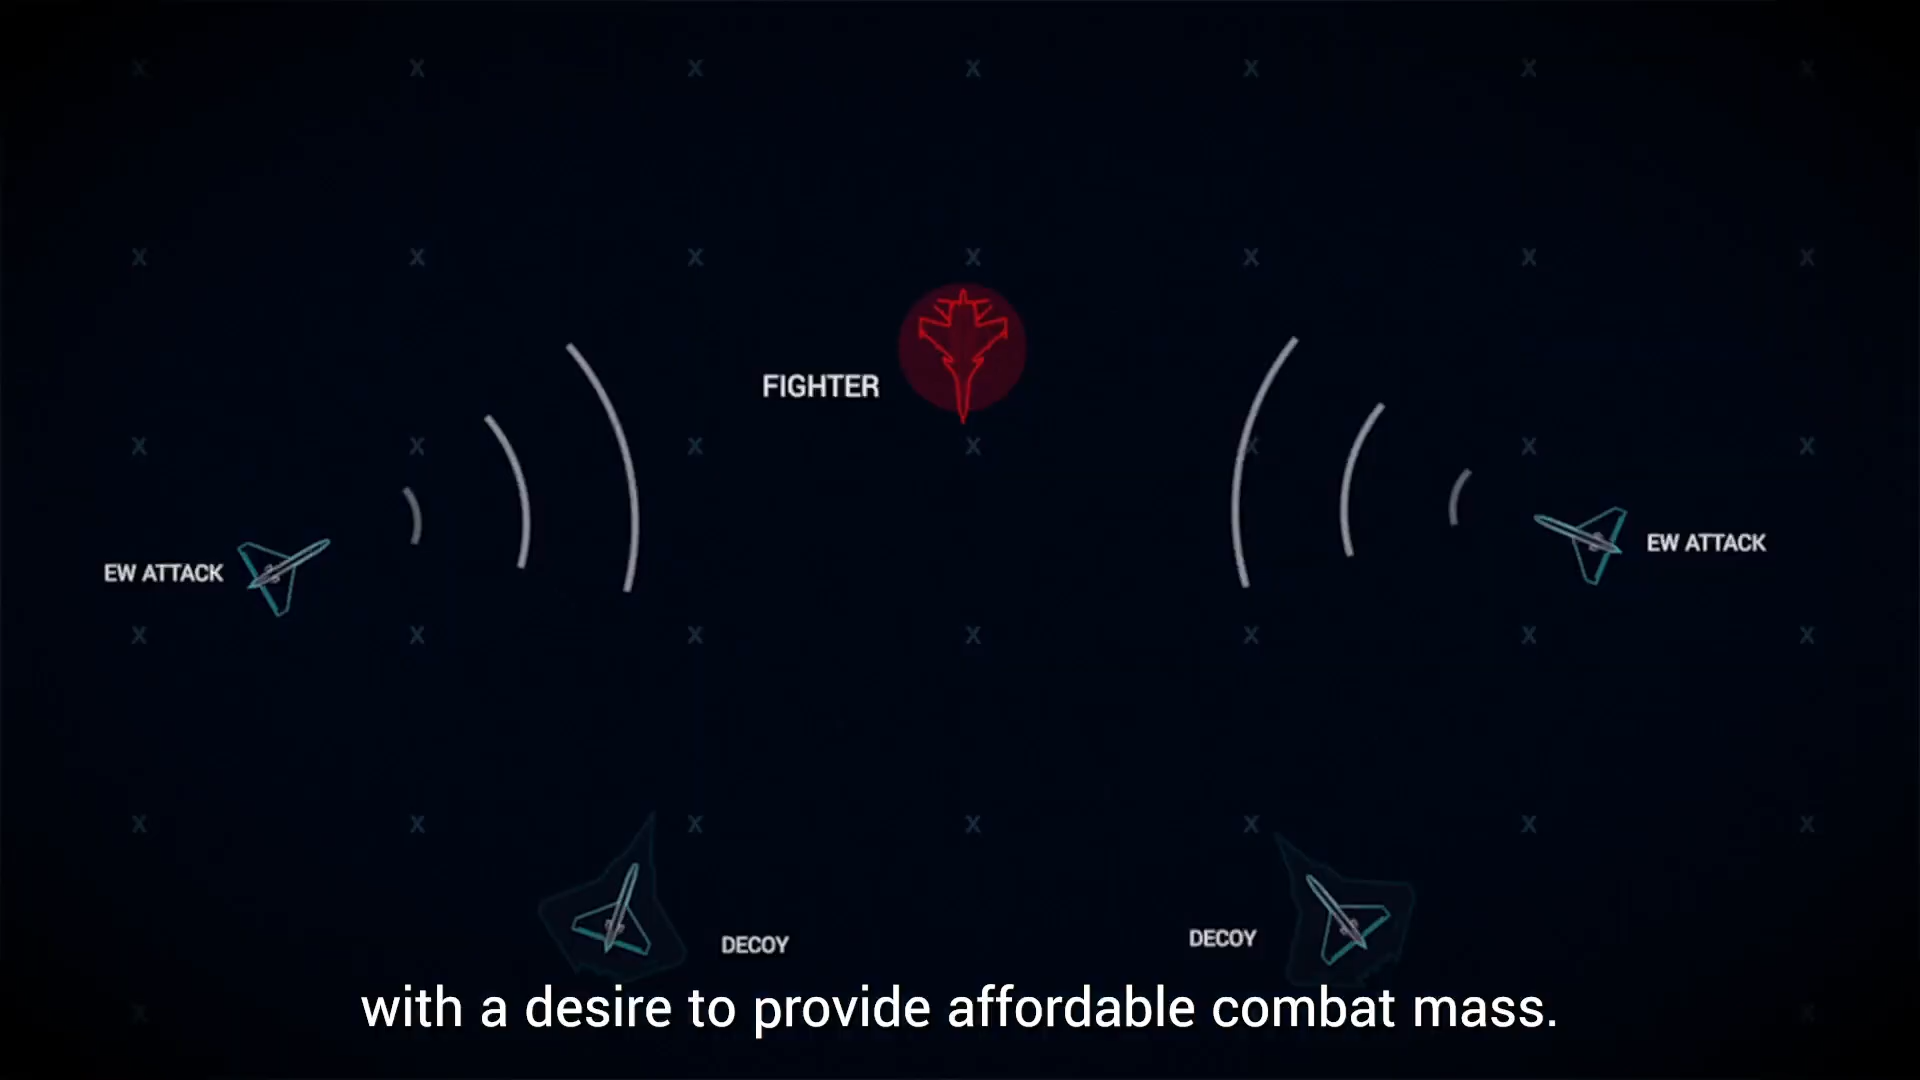 FIGHTER
EW ATTACK
EW ATTACK
DECOY
DECOY
with a desire to provide affordable combat mass.